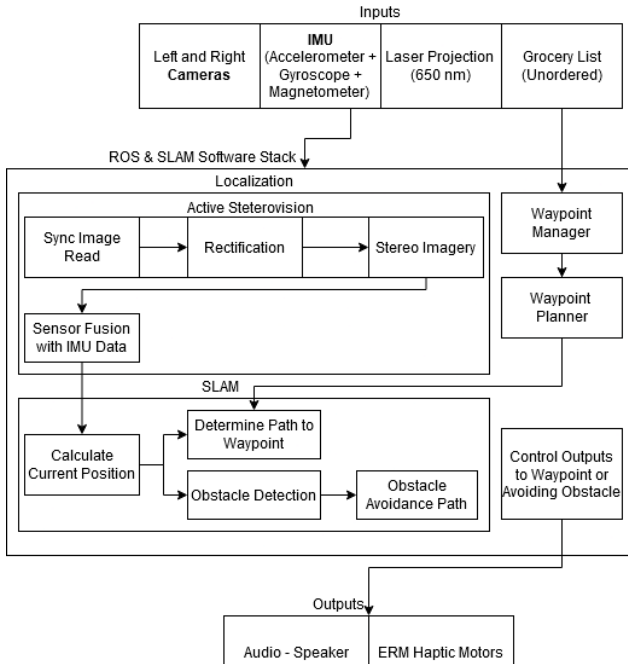 Inputs
Left and Right
Cameras
IMU
(Accelerometer +
Gyroscope +
Magnetometer)
Laser Projection
(650 nm)
Grocery List
(Unordered)
ROS & SLAM Software Stack
Localization
Active Steterovision
Sync Image
Read
Rectification
Stereo Imagery
Waypoint
Manager
Sensor Fusion
with IMU Data
Waypoint
Planner
SLAM
Calculate
Current Position
Determine Path to
Waypoint
Obstacle Detection
Obstacle
Avoidance Path
Control Outputs
to Waypoint or
Avoiding Obstacle
Outputs
Audio - Speaker
ERM Haptic Motors